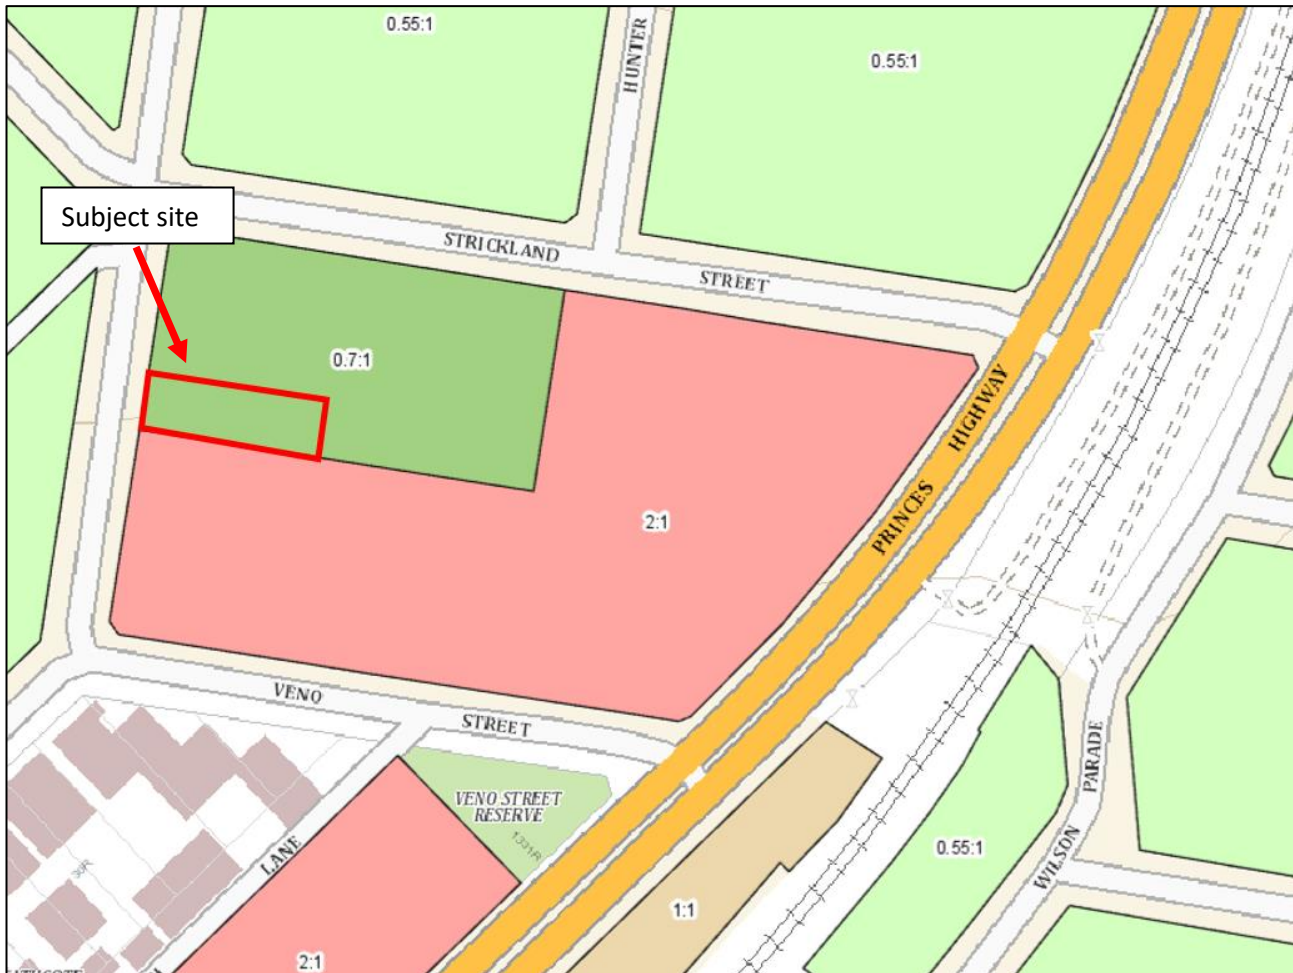 0.55:1
HUNTER
0.55:1
Subject site
STRICKLAND
STREET
0.7:1
PRINCES HIGHWAY
2:1
VENO
STREET
VENO STREET
RESERVE
1331R
LANE
WILSON PARADE
0.55:1
1:1
2:1